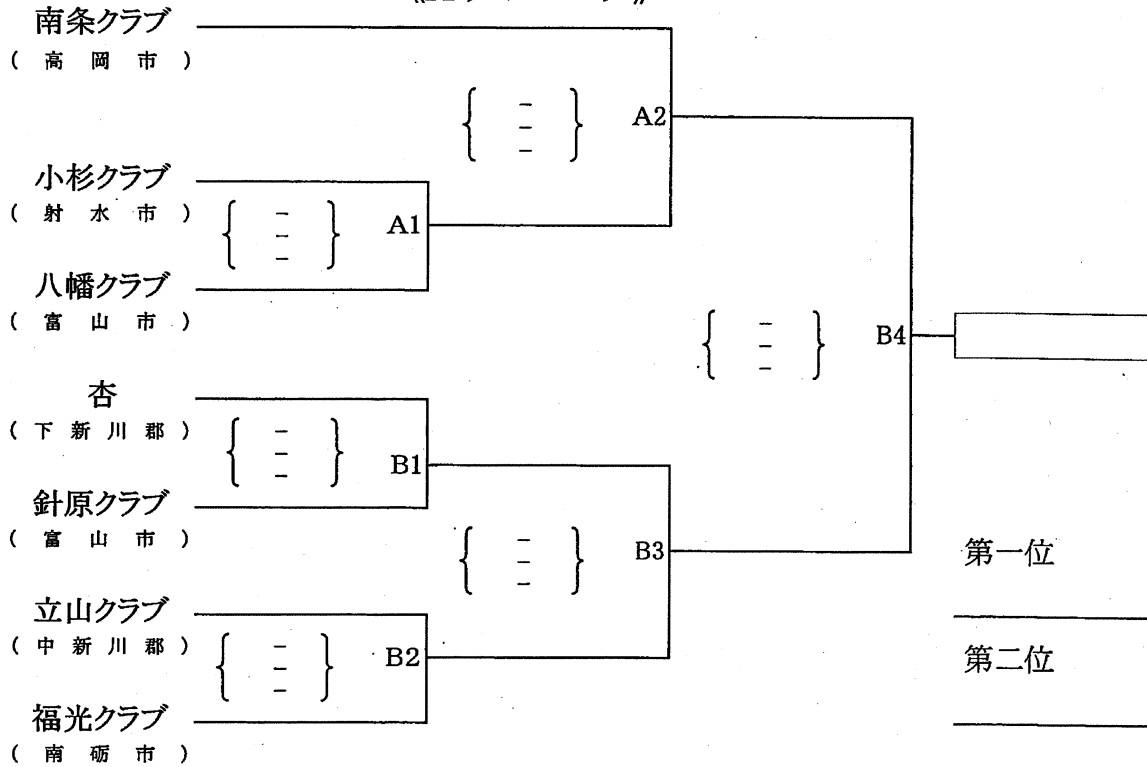 南条クラブ
(高岡市)
{ - - - } A2
小杉クラブ
(射水市)
{ - - - } A1
八幡クラブ
(富山市)
{ - - - } B4
杏
(下新川郡)
{ - - - } B1
針原クラブ
(富山市)
{ - - - } B3
第一位
立山クラブ
(中新川郡)
{ - - - } B2
第二位
福光クラブ
(南砺市)